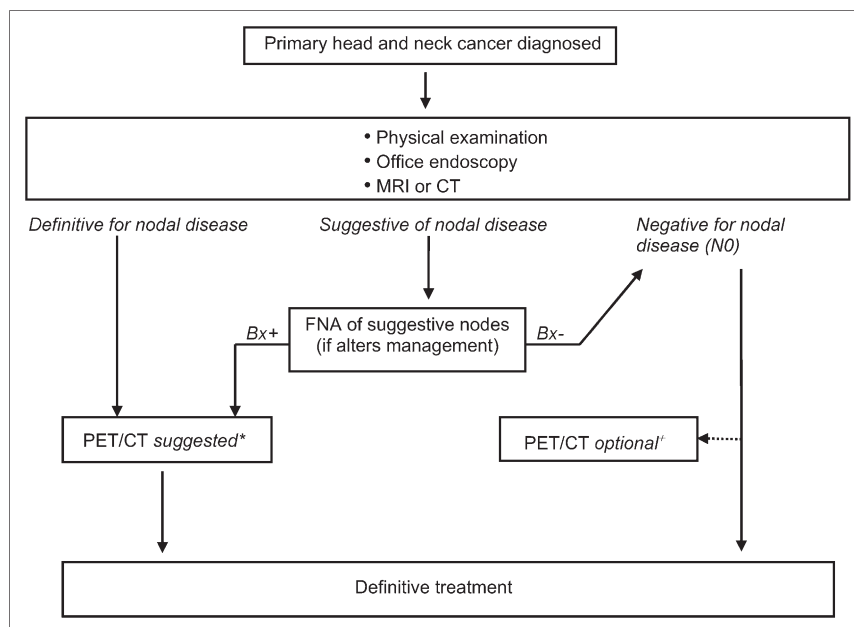 Primary head and neck cancer diagnosed
• Physical examination
• Office endoscopy
• MRI or CT
Definitive for nodal disease
Suggestive of nodal disease
Negative for nodal
disease (N0)
Bx+
FNA of suggestive nodes
(if alters management)
Bx-
PET/CT suggested*
PET/CT optional+
Definitive treatment